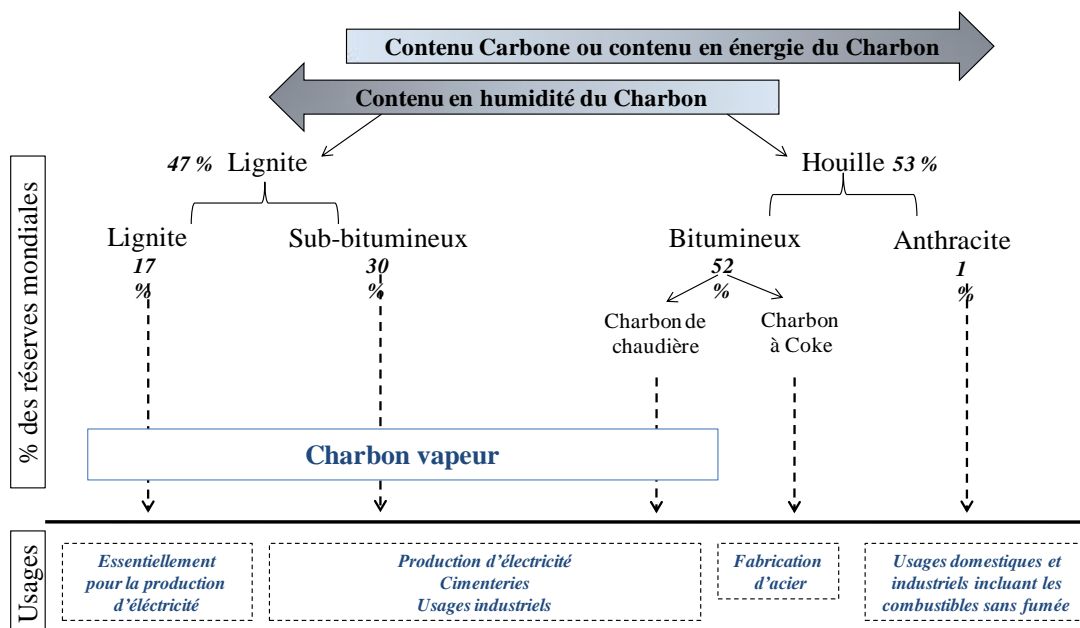 Contenu Carbone ou contenu en énergie du Charbon
Contenu en humidité du Charbon
% des réserves mondiales
47 % Lignite
Houille 53 %
Lignite
17
%
Sub-bitumineux
30
%
Bitumineux
52
%
Anthracite
1
%
Charbon de
chaudière
Charbon
à Coke
Charbon vapeur
Usages
Essentiellement
pour la production
d’éléctricité
Production d’électricité
Cimenteries
Usages industriels
Fabrication
d’acier
Usages domestiques et
industriels incluant les
combustibles sans fumée